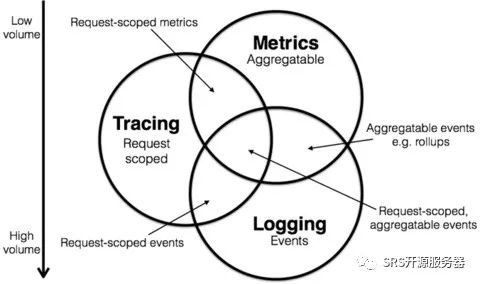 Low
volume
Request-scoped metrics
Metrics
Aggregatable
Tracing
Request
scoped
Aggregatable events
e.g. rollups
Request-scoped events
Logging
Events
Request-scoped,
aggregatable events
High
volume
SRS开源服务器